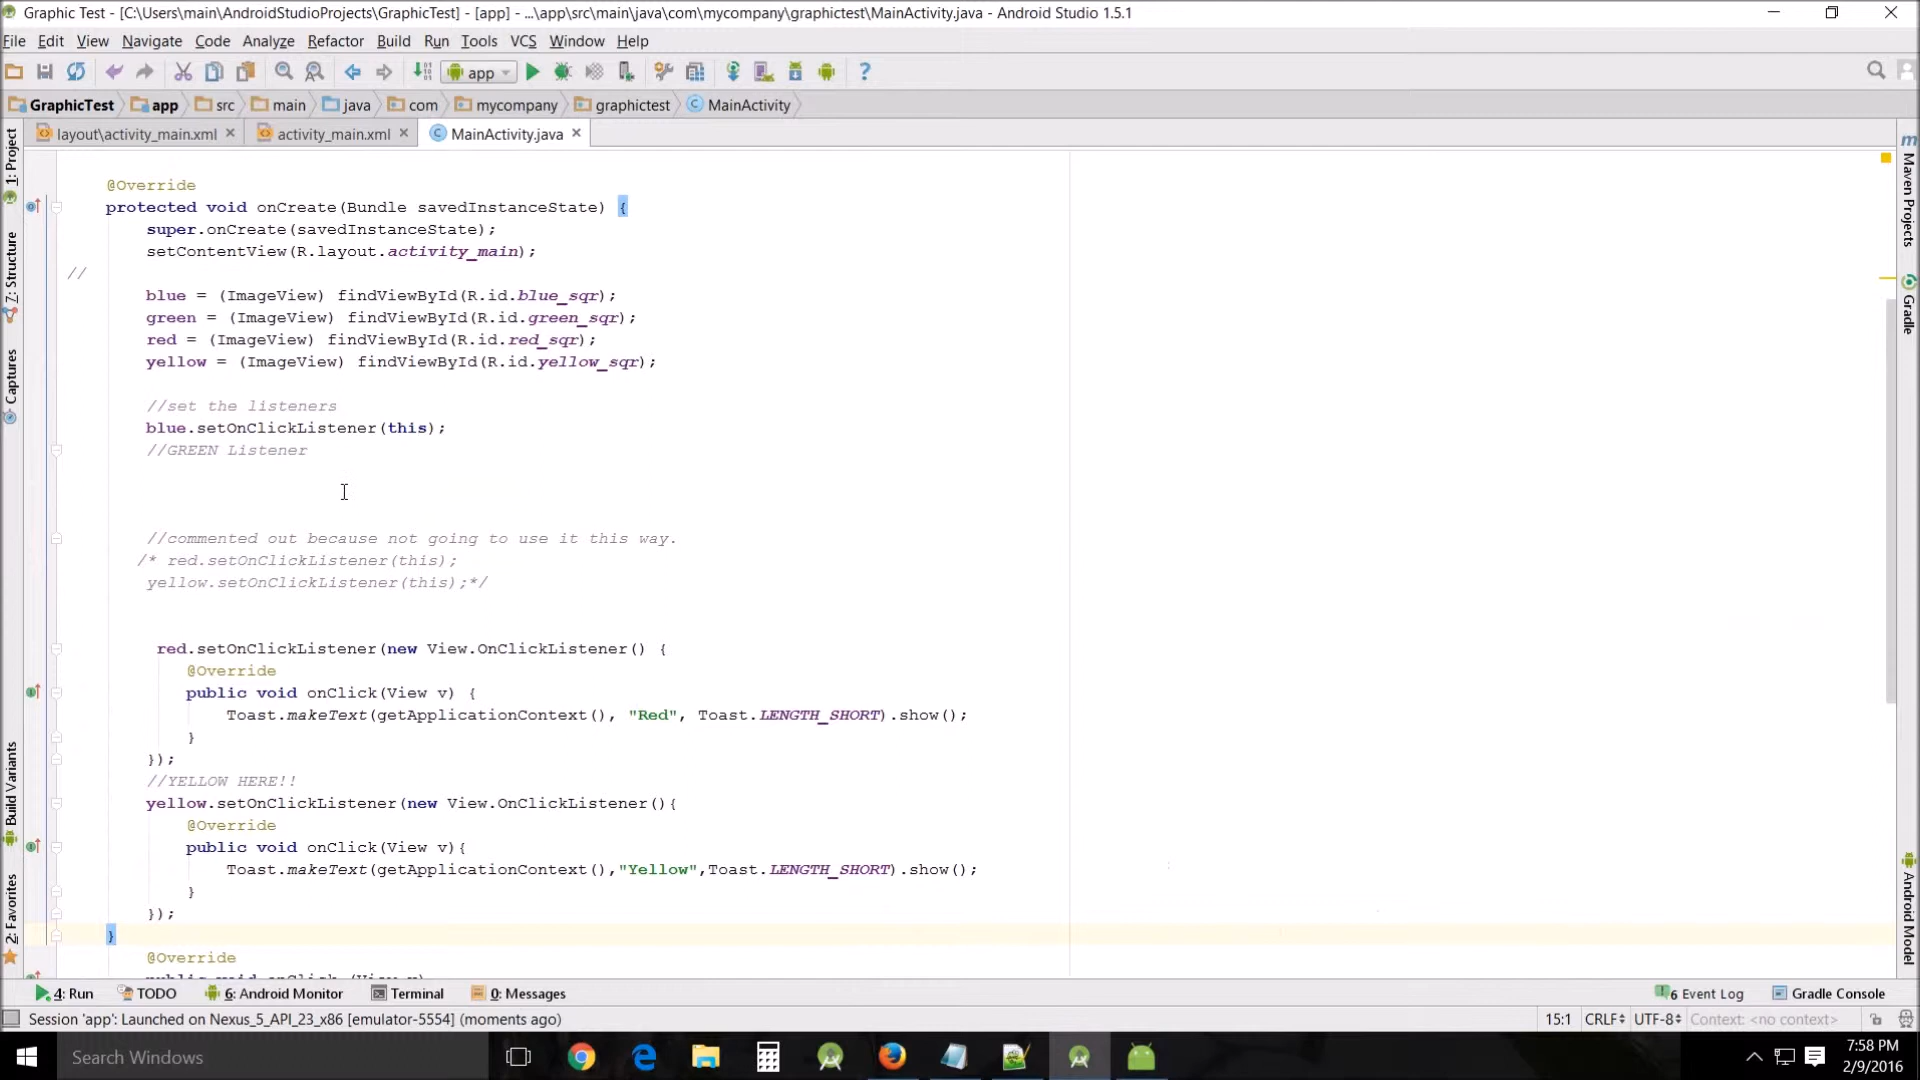 Graphic Test - [C:\Users\main\AndroidStudioProjects\GraphicTest] - [app] - ...\app\src\main\java\com\mycompany\graphictest\MainActivity.java - Android Studio 1.5.1
File Edit View Navigate Code Analyze Refactor Build Run Tools VCS Window Help
app
GraphicTest app src main java com mycompany graphictest MainActivity
layout\activity_main.xml activity_main.xml MainActivity.java
1: Project
7: Structure
Captures
Build Variants
2: Favorites
@Override
protected void onCreate(Bundle savedInstanceState) {
super.onCreate(savedInstanceState);
setContentView(R.layout.activity_main);
//
blue = (ImageView) findViewById(R.id.blue_sqr);
green = (ImageView) findViewById(R.id.green_sqr);
red = (ImageView) findViewById(R.id.red_sqr);
yellow = (ImageView) findViewById(R.id.yellow_sqr);
//set the listeners
blue.setOnClickListener(this);
//GREEN Listener
//commented out because not going to use it this way.
/* red.setOnClickListener(this);
yellow.setOnClickListener(this);*/
red.setOnClickListener(new View.OnClickListener() {
@Override
public void onClick(View v) {
Toast.makeText(getApplicationContext(), "Red", Toast.LENGTH_SHORT).show();
}
});
//YELLOW HERE!!
yellow.setOnClickListener(new View.OnClickListener(){
@Override
public void onClick(View v){
Toast.makeText(getApplicationContext(),"Yellow",Toast.LENGTH_SHORT).show();
}
});
}
@Override
public void onClick (View v)
Maven Projects
Gradle
Android Model
4: Run TODO 6: Android Monitor Terminal 0: Messages 6 Event Log Gradle Console
Session 'app': Launched on Nexus_5_API_23_x86 [emulator-5554] (moments ago) 15:1 CRLF UTF-8 Context: <no context>
Search Windows
7:58 PM
2/9/2016